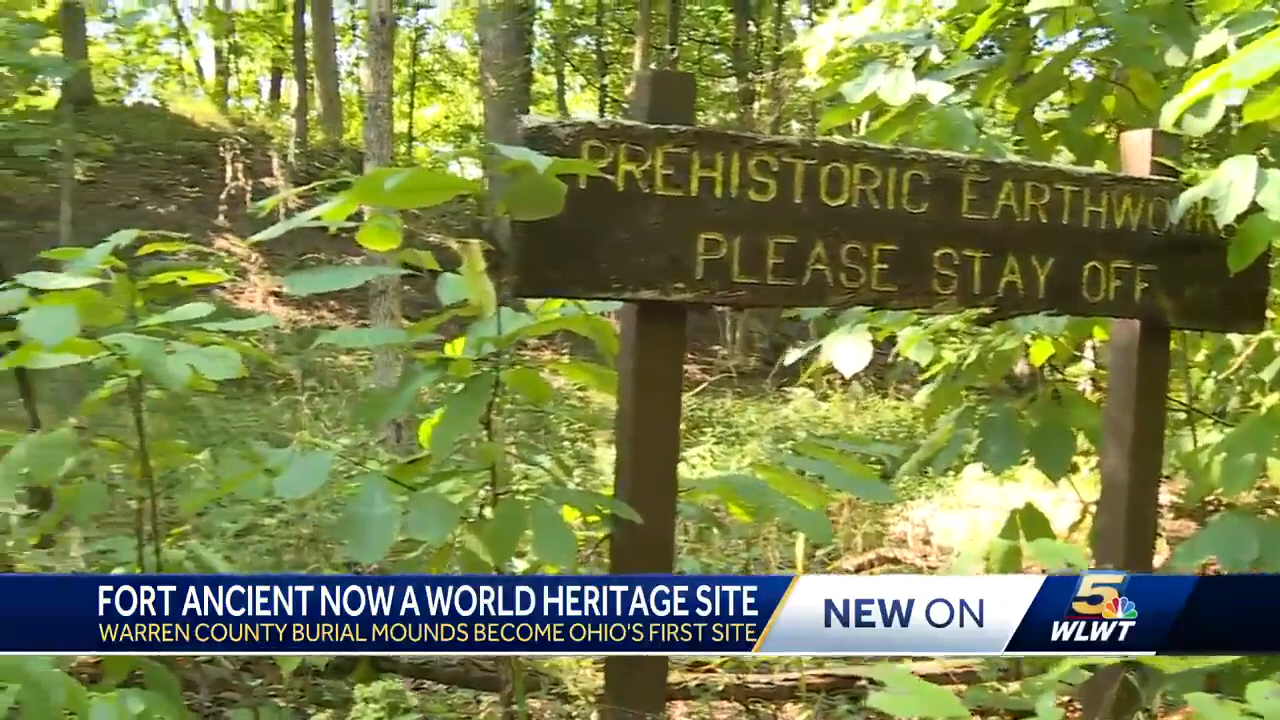 PREHISTORIC EARTHWORK
PLEASE STAY OFF
FORT ANCIENT NOW A WORLD HERITAGE SITE
WARREN COUNTY BURIAL MOUNDS BECOME OHIO'S FIRST SITE
NEW ON
5
WLWT